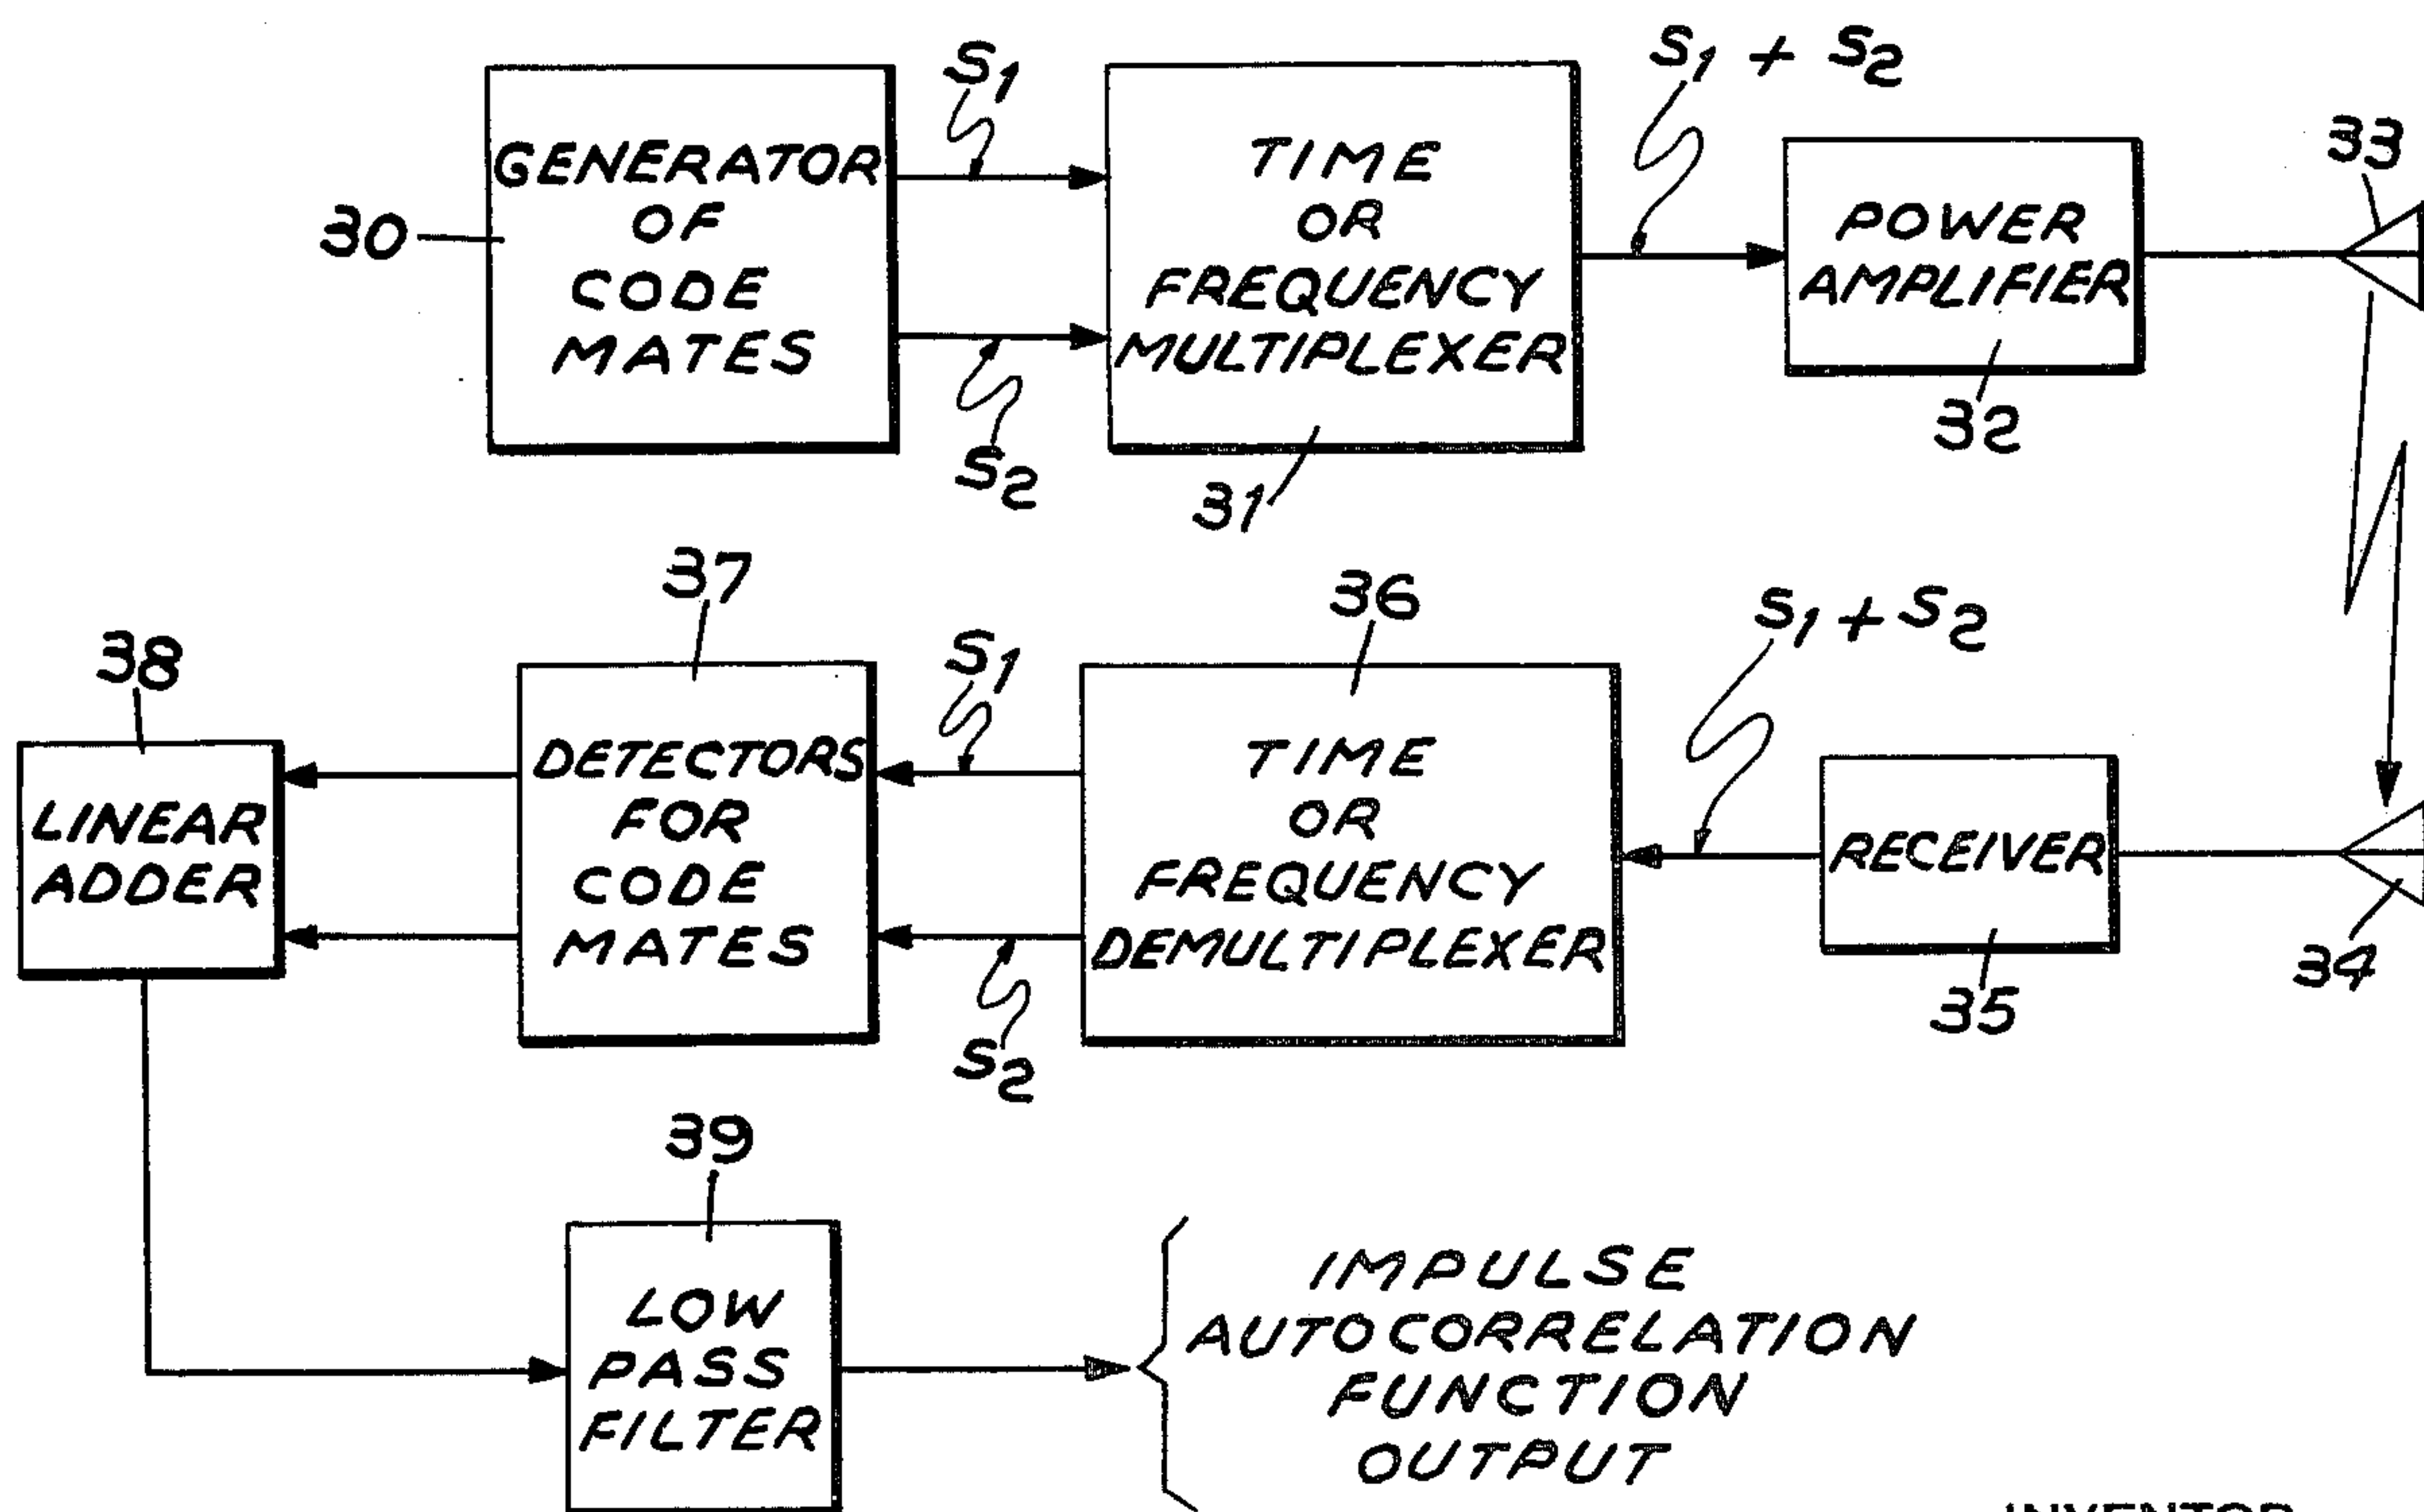 S1
S1 + S2
33
GENERATOR
OF
CODE
MATES
30
TIME
OR
FREQUENCY
MULTIPLEXER
POWER
AMPLIFIER
32
S2
31
37
36
S1 + S2
38
S1
LINEAR
ADDER
DETECTORS
FOR
CODE
MATES
TIME
OR
FREQUENCY
DEMULTIPLEXER
RECEIVER
34
35
S2
39
LOW
PASS
FILTER
IMPULSE
AUTOCORRELATION
FUNCTION
OUTPUT